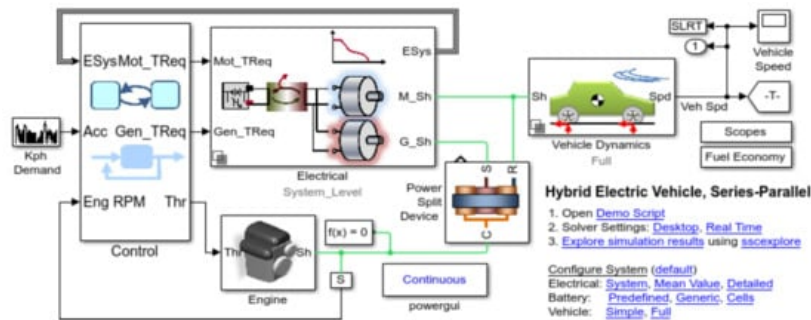 ESys
Mot_TReq
Acc
Gen_TReq
Eng RPM
Thr
Control
Kph
Demand
Mot_TReq
Gen_TReq
ESys
M_Sh
G_Sh
Electrical
System_Level
Thr
Sh
Engine
f(x) = 0
S
Continuous
powergui
Power
Split
Device
S
R
C
Sh
Spd
Vehicle Dynamics
Full
Veh Spd
SLRT
1
Vehicle
Speed
-T-
Scopes
Fuel Economy
Hybrid Electric Vehicle, Series-Parallel
1. Open Demo Script
2. Solver Settings: Desktop, Real Time
3. Explore simulation results using sscexplore
Configure System (default)
Electrical: System, Mean Value, Detailed
Battery: Predefined, Generic, Cells
Vehicle: Simple, Full